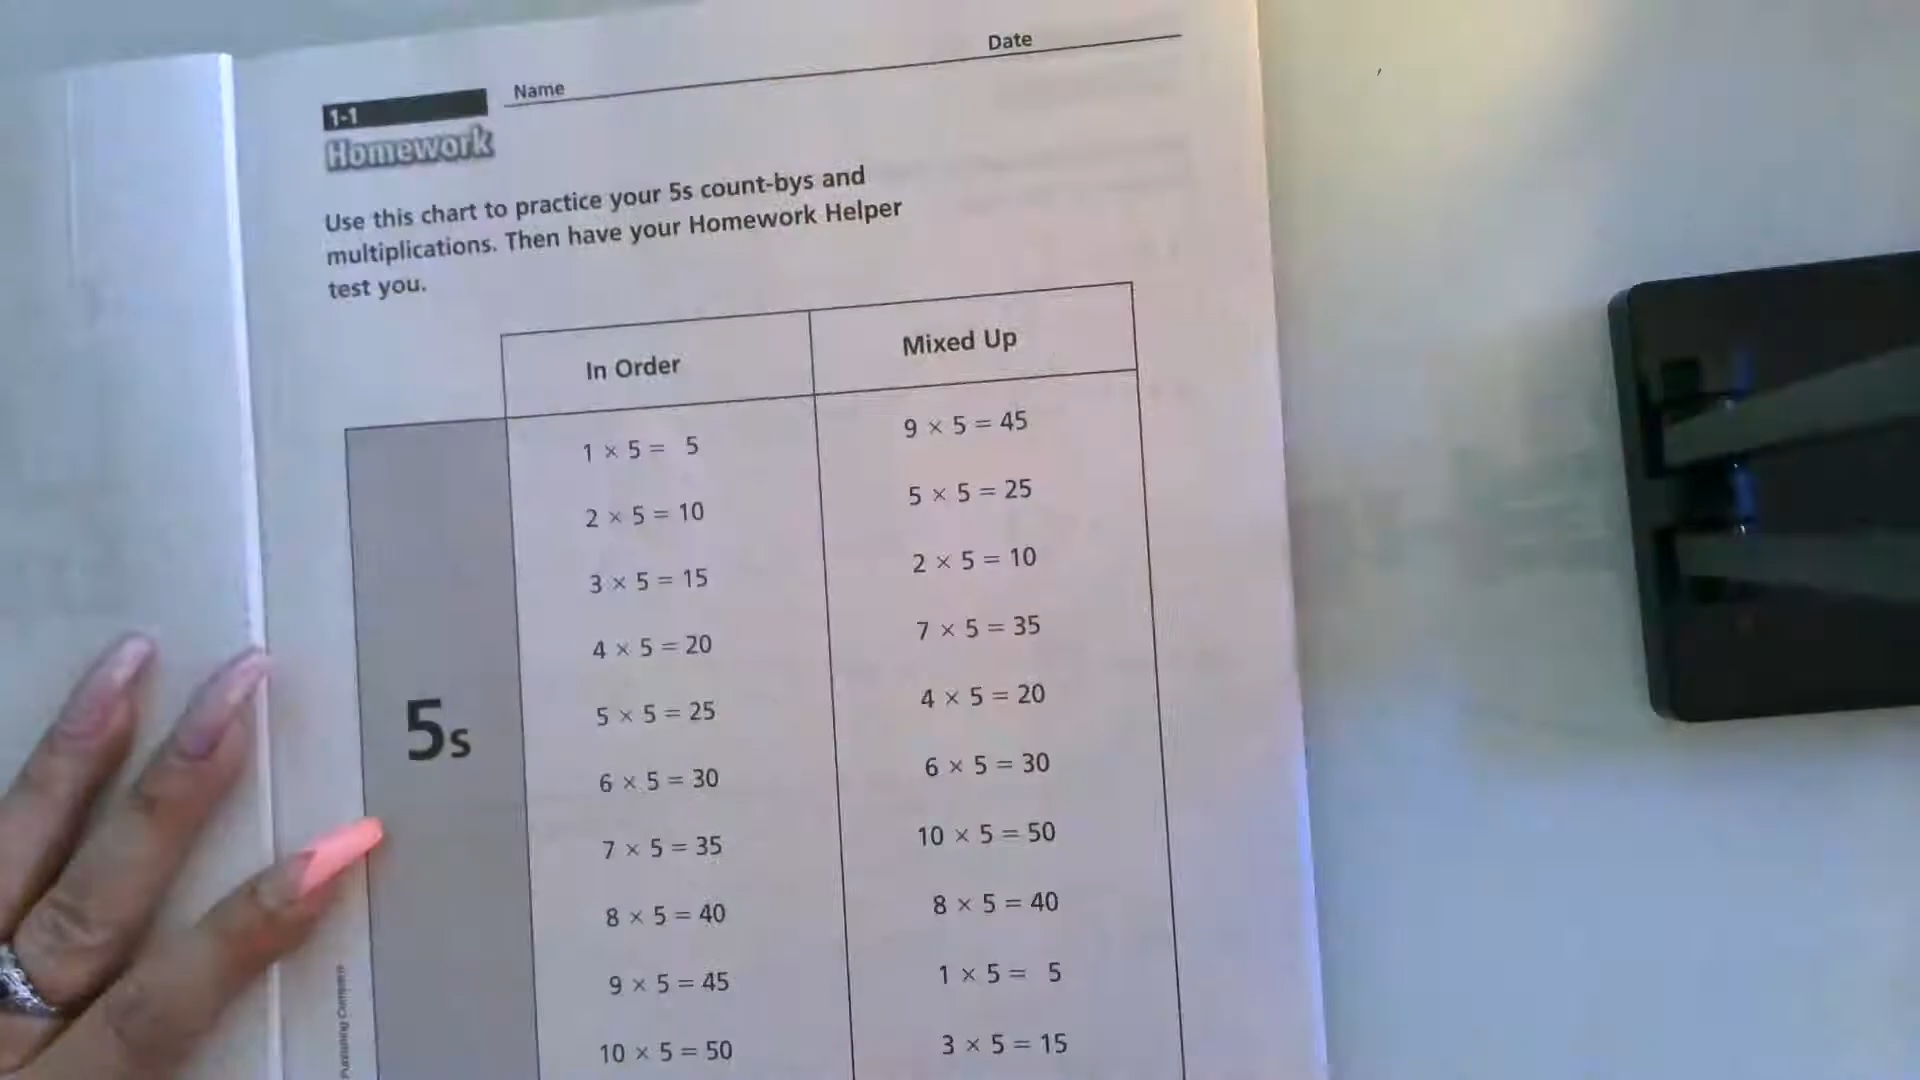 Name
Date
1-1
Homework
Use this chart to practice your 5s count-bys and
multiplications. Then have your Homework Helper
test you.
In Order
Mixed Up
5s
1 × 5 = 5
2 × 5 = 10
3 × 5 = 15
4 × 5 = 20
5 × 5 = 25
6 × 5 = 30
7 × 5 = 35
8 × 5 = 40
9 × 5 = 45
10 × 5 = 50
9 × 5 = 45
5 × 5 = 25
2 × 5 = 10
7 × 5 = 35
4 × 5 = 20
6 × 5 = 30
10 × 5 = 50
8 × 5 = 40
1 × 5 = 5
3 × 5 = 15